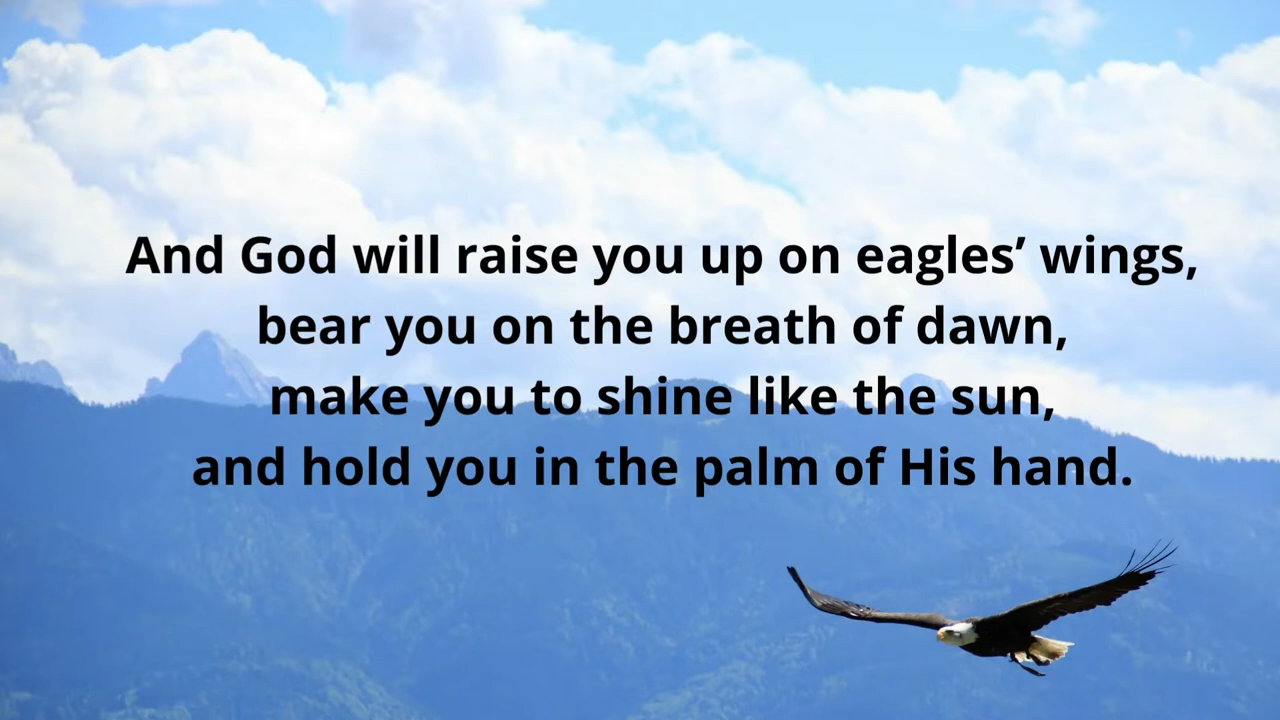 And God will raise you up on eagles’ wings,
bear you on the breath of dawn,
make you to shine like the sun,
and hold you in the palm of His hand.